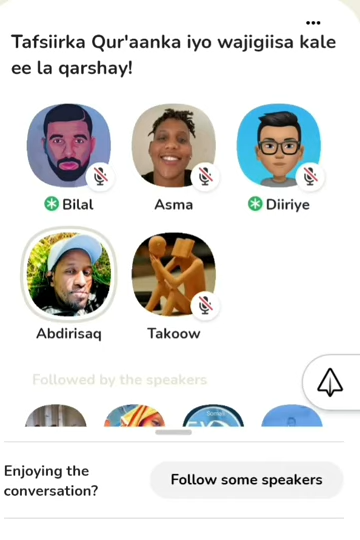 Tafsiirka Qur'aanka iyo wajigiisa kale
ee la qarshay!
Bilal
Asma
Diiriye
Abdirisaq
Takoow
Followed by the speakers
Enjoying the
conversation?
Follow some speakers